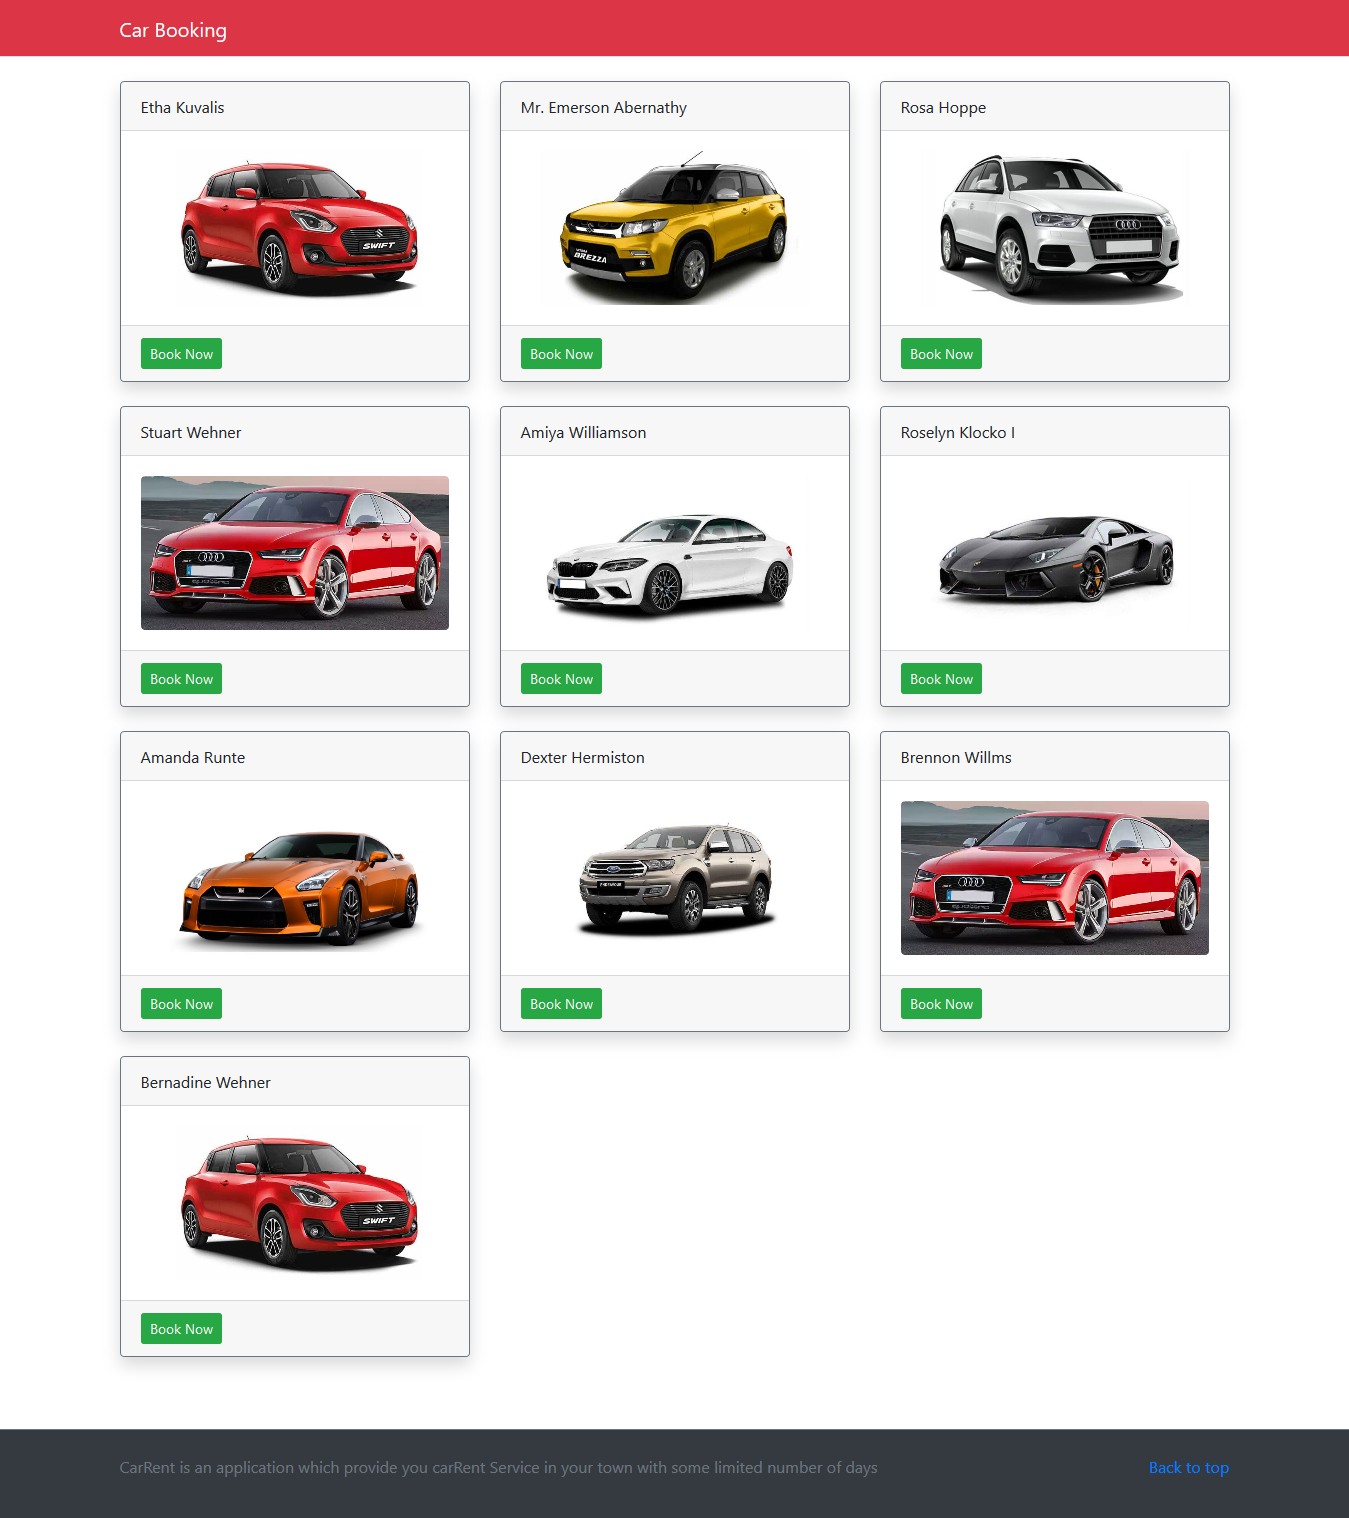 Car Booking
Etha Kuvalis
Mr. Emerson Abernathy
Rosa Hoppe
SWIFT
BREZZA
Book Now
Book Now
Book Now
Stuart Wehner
Amiya Williamson
Roselyn Klocko I
quattro
Book Now
Book Now
Book Now
Amanda Runte
Dexter Hermiston
Brennon Willms
quattro
Book Now
Book Now
Book Now
Bernadine Wehner
SWIFT
Book Now
CarRent is an application which provide you carRent Service in your town with some limited number of days
Back to top